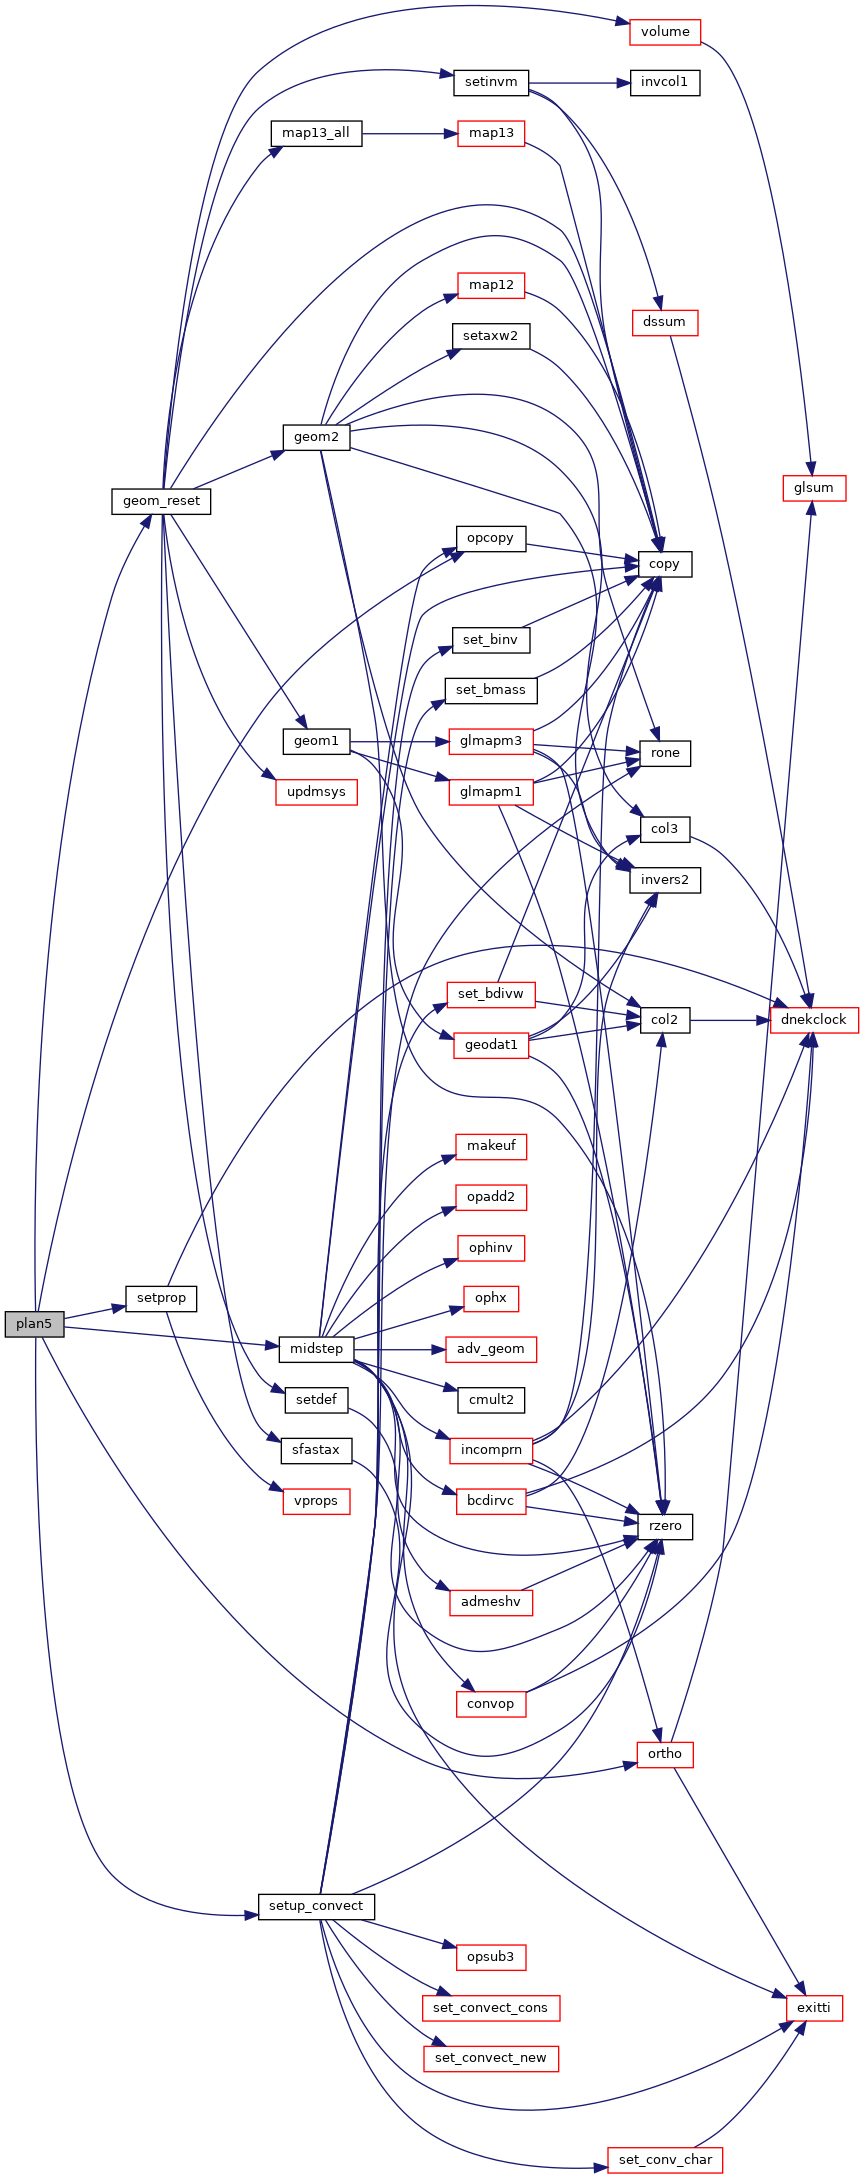 volume
setinvm
invcol1
map13_all
map13
map12
dssum
setaxw2
geom2
glsum
geom_reset
opcopy
copy
set_binv
set_bmass
geom1
glmapm3
rone
updmsys
glmapm1
col3
invers2
set_bdivw
col2
dnekclock
geodat1
makeuf
opadd2
ophinv
setprop
ophx
plan5
midstep
adv_geom
setdef
cmult2
sfastax
incomprn
vprops
bcdirvc
rzero
admeshv
convop
ortho
setup_convect
opsub3
set_convect_cons
exitti
set_convect_new
set_conv_char